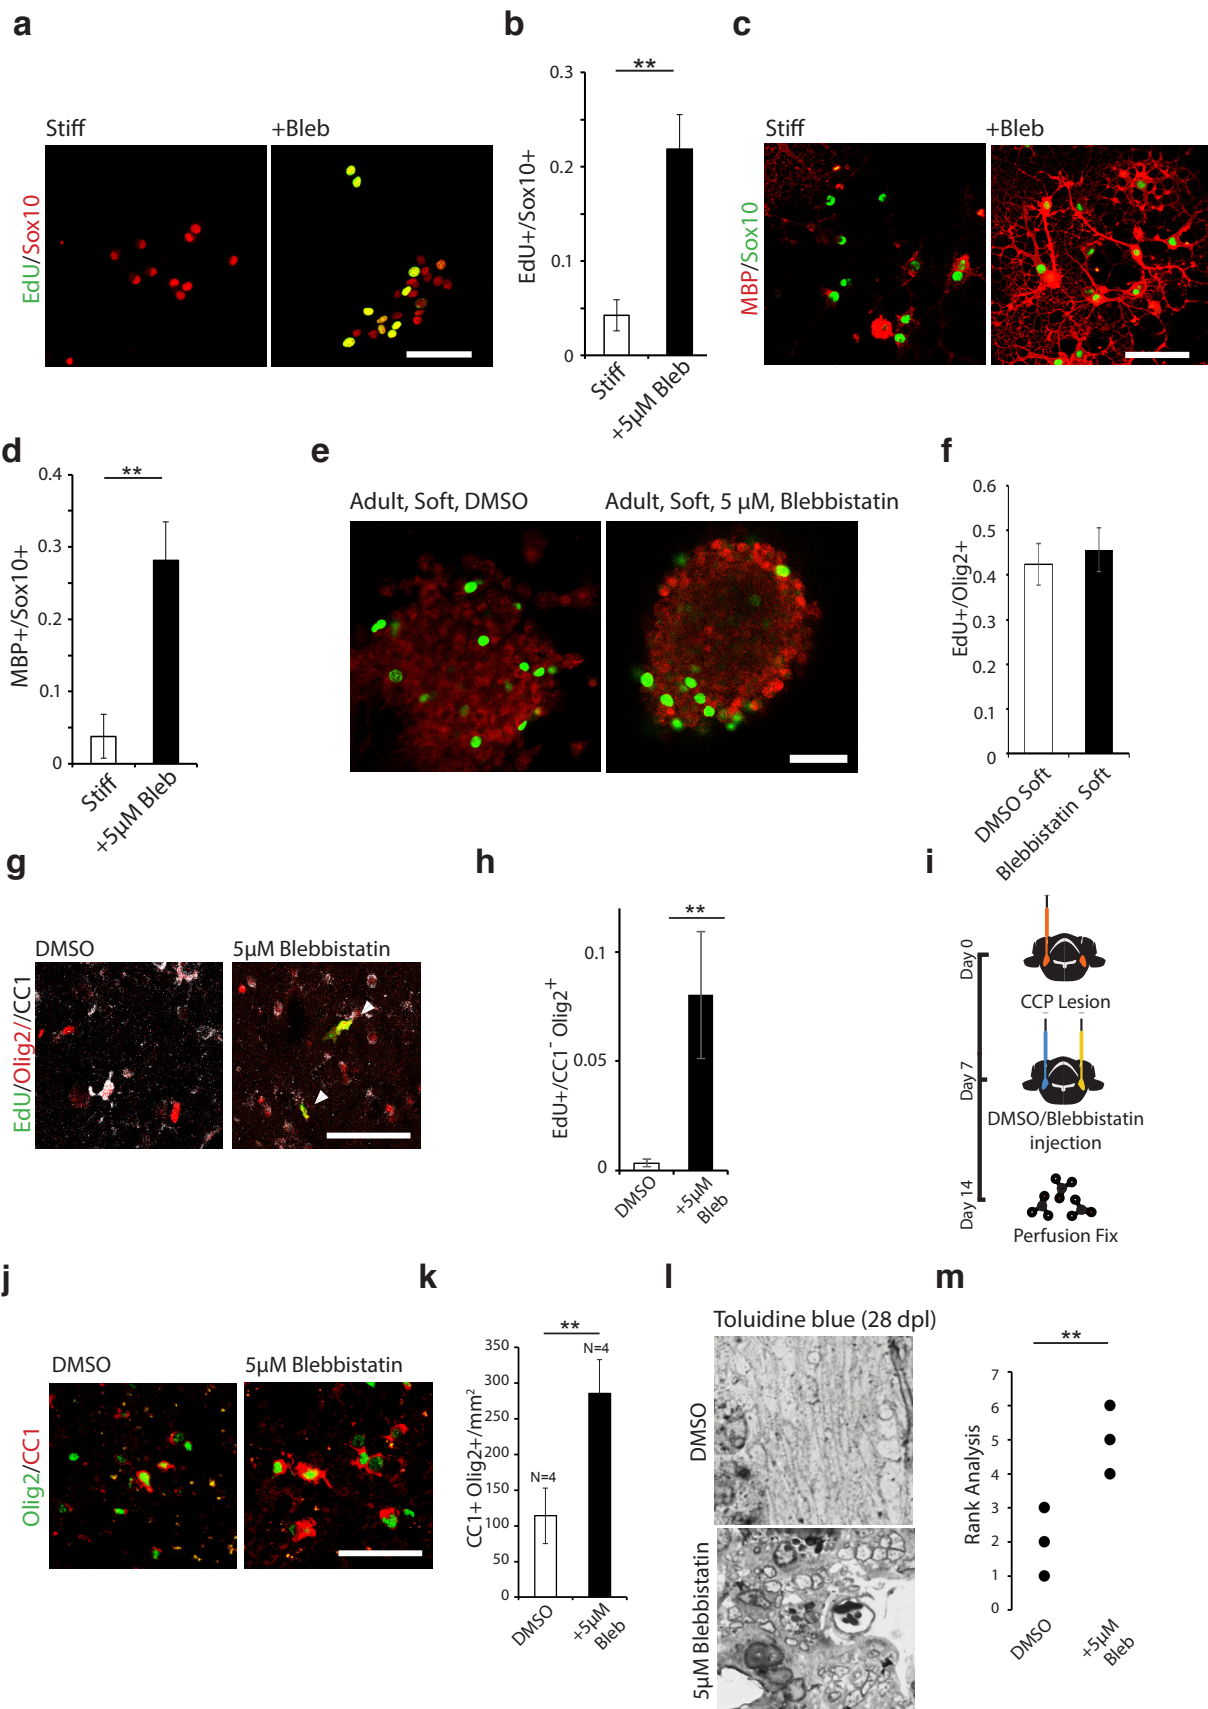 a
Stiff
+Bleb
EdU/Sox10
b
**
EdU+/Sox10+
0.3
0.2
0.1
0
Stiff
+5µM Bleb
c
Stiff
+Bleb
MBP/Sox10
d
**
MBP+/Sox10+
0.4
0.3
0.2
0.1
0
Stiff
+5µM Bleb
e
Adult, Soft, DMSO
Adult, Soft, 5 µM, Blebbistatin
f
EdU+/Olig2+
0.6
0.5
0.4
0.3
0.2
0.1
0
DMSO Soft
Blebbistatin Soft
g
DMSO
5µM Blebbistatin
EdU/Olig2//CC1
h
**
EdU+/CC1⁻ Olig2⁺
0.1
0.05
0
DMSO
+5µM
Bleb
i
Day 0
CCP Lesion
Day 7
DMSO/Blebbistatin
injection
Day 14
Perfusion Fix
j
DMSO
5µM Blebbistatin
Olig2/CC1
k
**
CC1+ Olig2+/mm²
350
300
250
200
150
100
50
0
N=4
N=4
DMSO
+5µM
Bleb
l
Toluidine blue (28 dpl)
DMSO
5µM Blebbistatin
m
**
Rank Analysis
7
6
5
4
3
2
1
0
DMSO
+5µM
Bleb